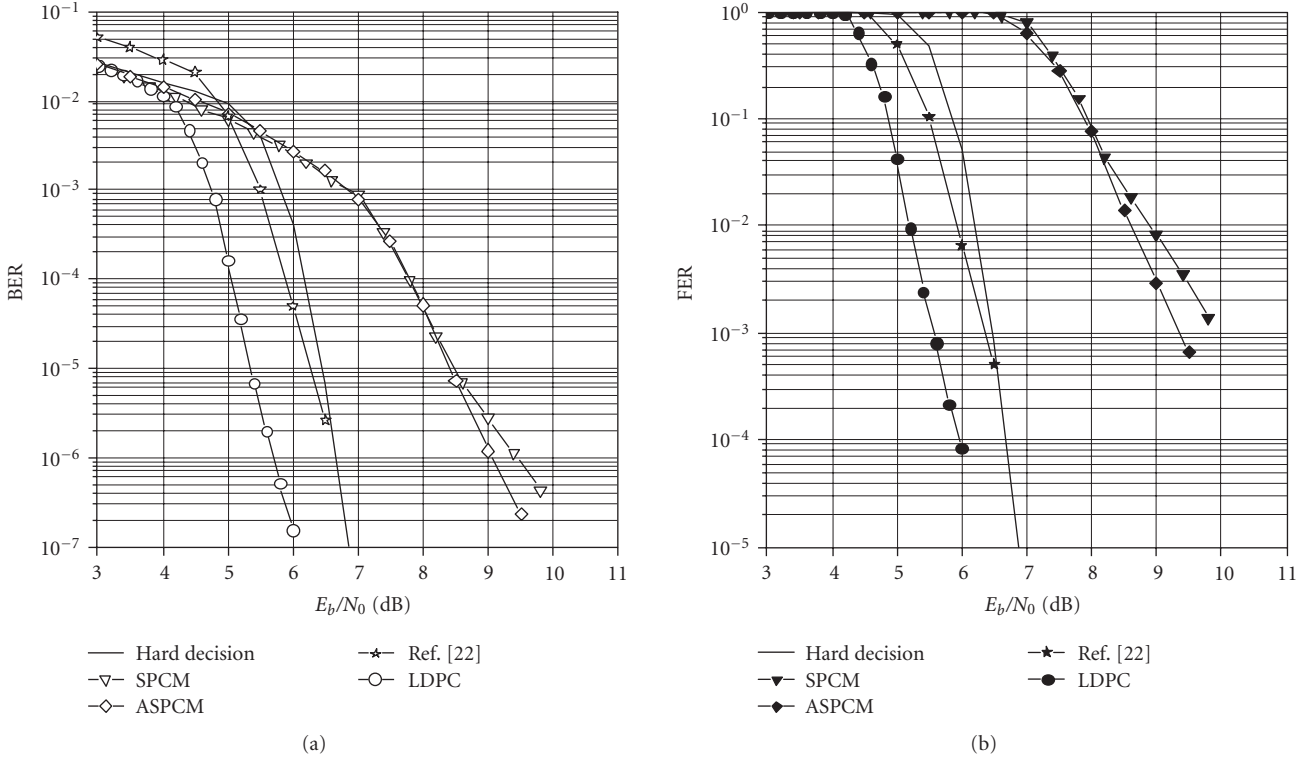 10⁻¹
10⁻²
10⁻³
10⁻⁴
10⁻⁵
10⁻⁶
10⁻⁷
BER
3 4 5 6 7 8 9 10 11
E_b/N_0 (dB)
Hard decision
SPCM
ASPCM
Ref. [22]
LDPC
(a)
10⁰
10⁻¹
10⁻²
10⁻³
10⁻⁴
10⁻⁵
FER
3 4 5 6 7 8 9 10 11
E_b/N_0 (dB)
Hard decision
SPCM
ASPCM
Ref. [22]
LDPC
(b)